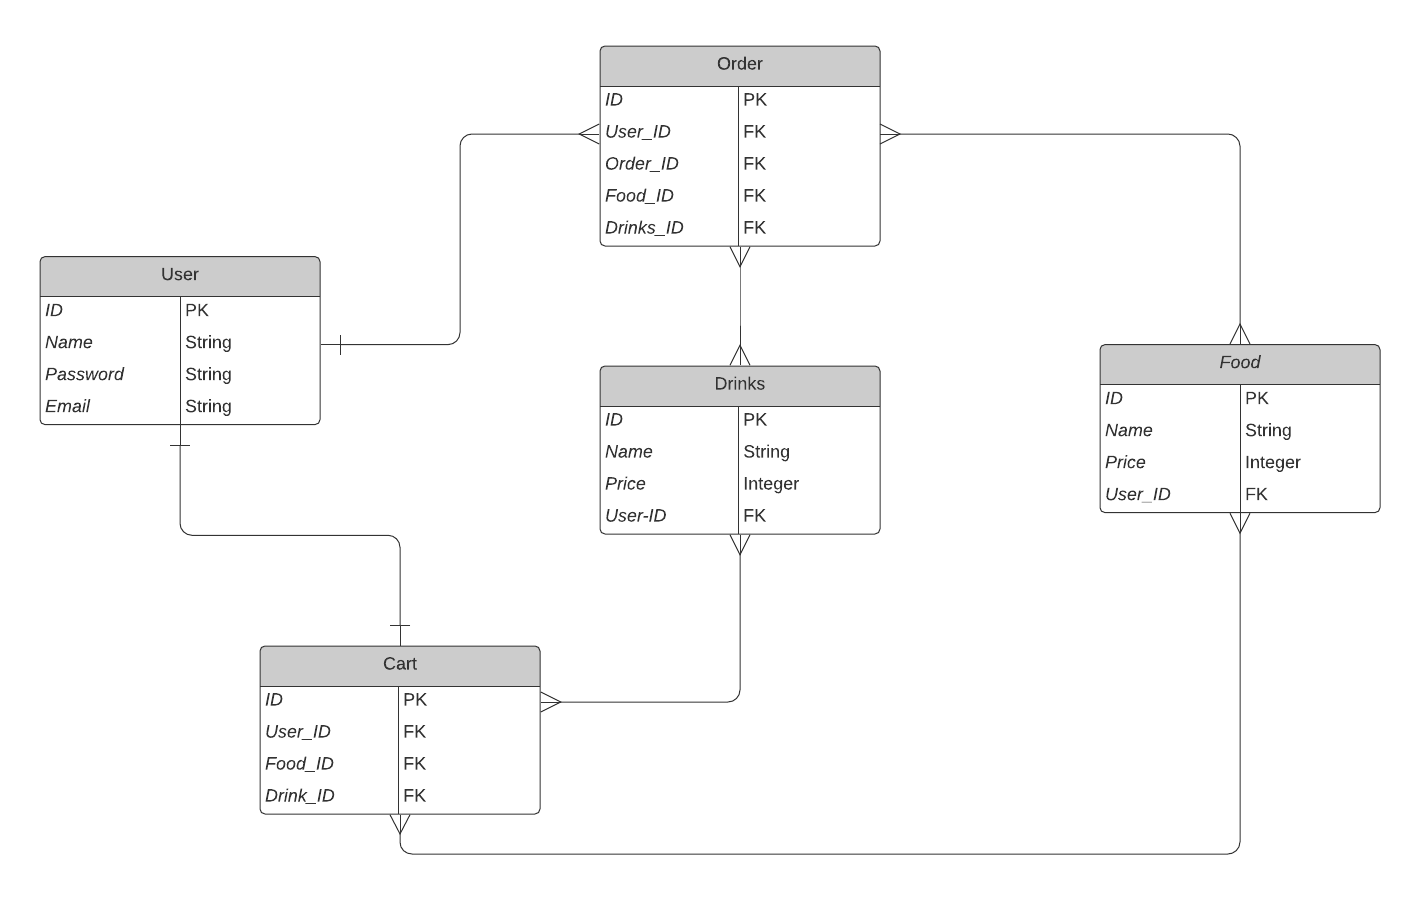 Order
ID PK
User_ID FK
Order_ID FK
Food_ID FK
Drinks_ID FK
User
ID PK
Name String
Password String
Email String
Drinks
ID PK
Name String
Price Integer
User-ID FK
Food
ID PK
Name String
Price Integer
User_ID FK
Cart
ID PK
User_ID FK
Food_ID FK
Drink_ID FK